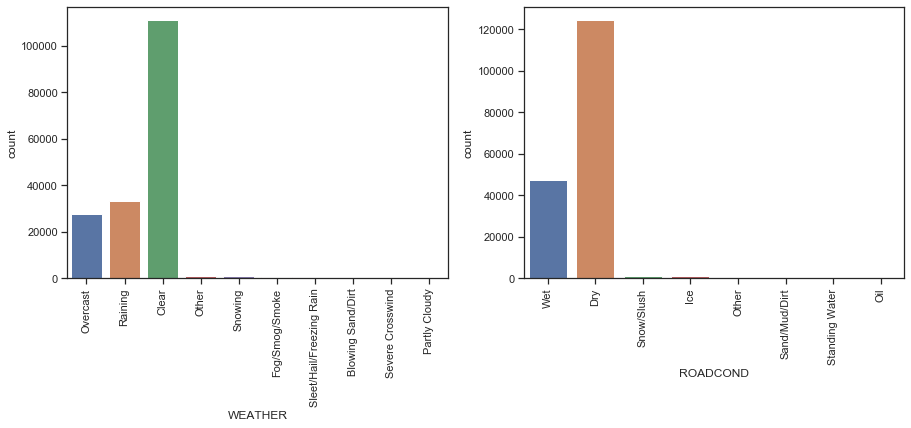 100000
80000
60000
40000
20000
0
count
Overcast
Raining
Clear
Other
Snowing
Fog/Smog/Smoke
Sleet/Hail/Freezing Rain
Blowing Sand/Dirt
Severe Crosswind
Partly Cloudy
WEATHER
120000
100000
80000
60000
40000
20000
0
count
Wet
Dry
Snow/Slush
Ice
Other
Sand/Mud/Dirt
Standing Water
Oil
ROADCOND